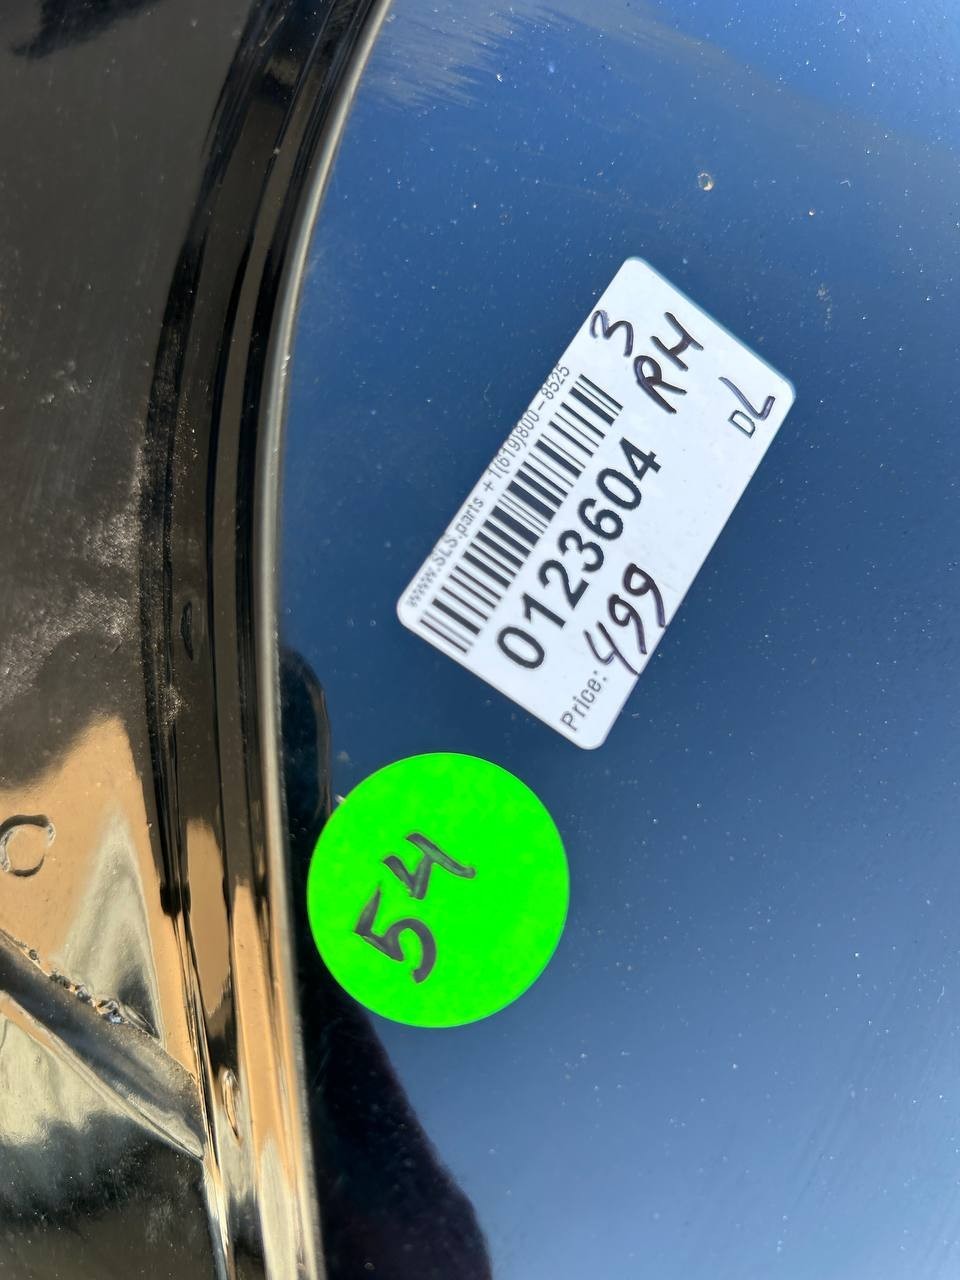 www.SLS.parts +1(619)800-8525
3
0123604
RH
Price: 499
DL
54